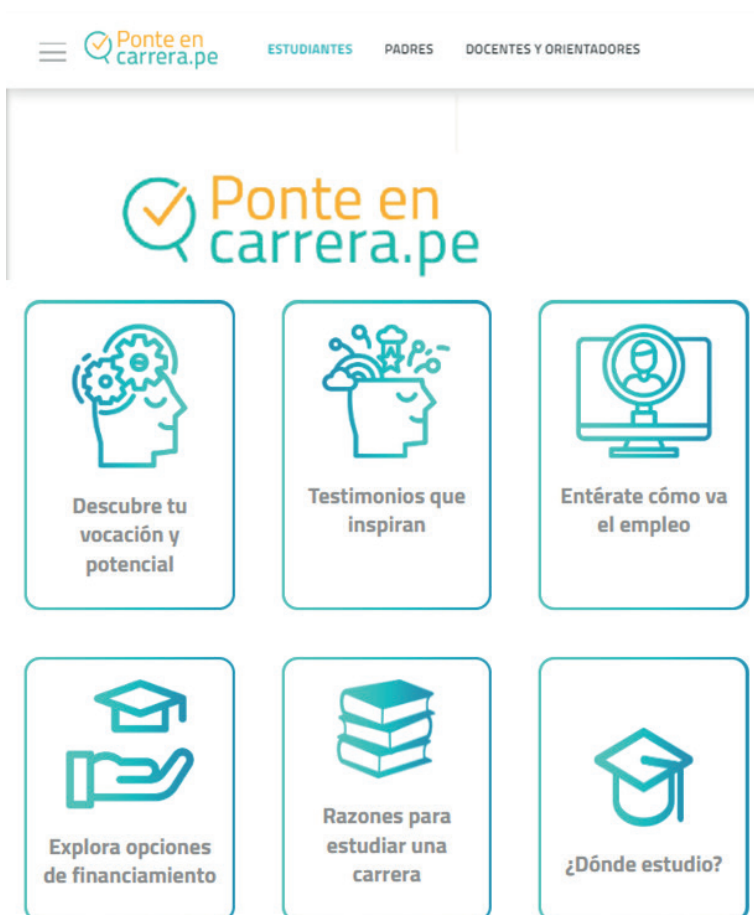 Ponte en
carrera.pe
ESTUDIANTES PADRES DOCENTES Y ORIENTADORES
Ponte en
carrera.pe
Descubre tu
vocación y
potencial
Testimonios que
inspiran
Entérate cómo va
el empleo
Explora opciones
de financiamiento
Razones para
estudiar una
carrera
¿Dónde estudio?